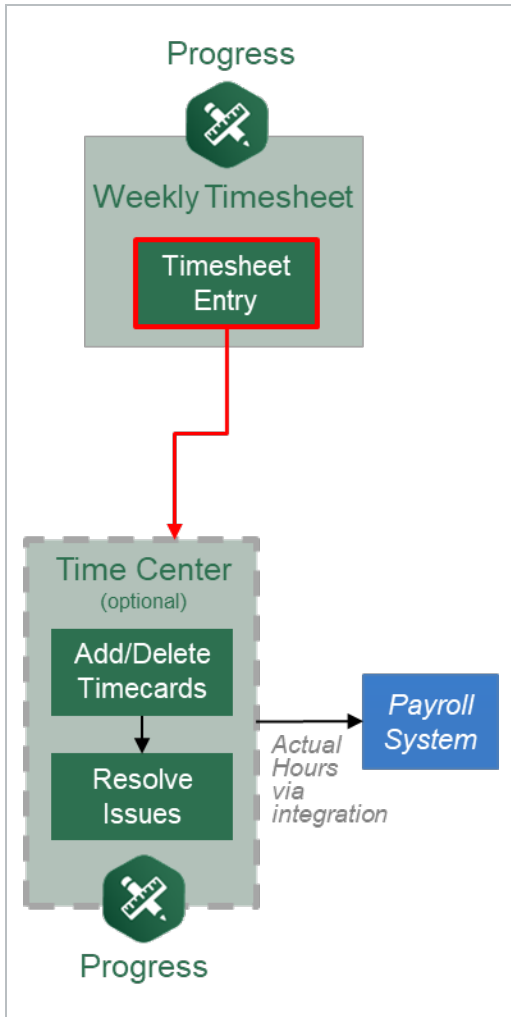 Progress
Weekly Timesheet
Timesheet
Entry
Time Center
(optional)
Add/Delete
Timecards
Resolve
Issues
Actual
Hours
via
integration
Payroll
System
Progress